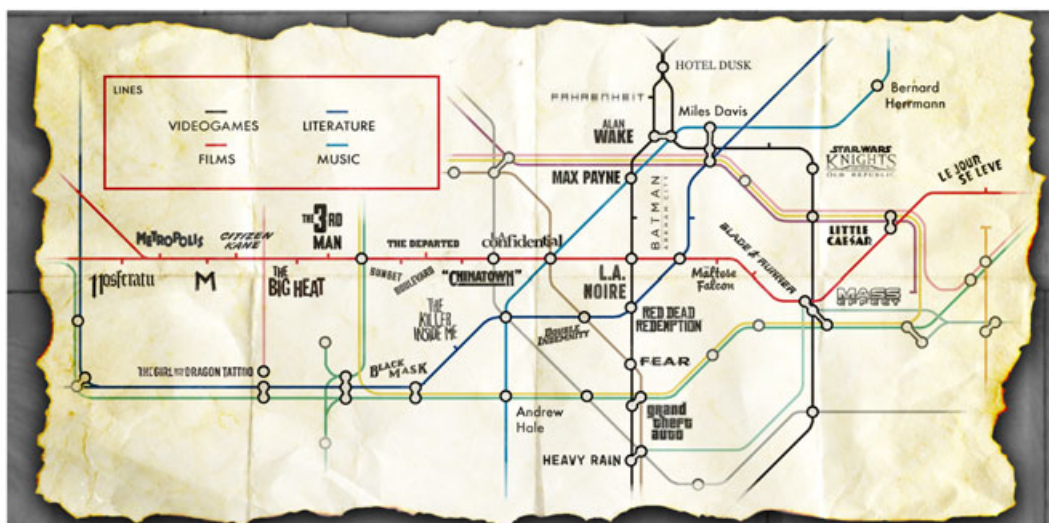 LINES
VIDEOGAMES
LITERATURE
FILMS
MUSIC
HOTEL DUSK
FAHRENHEIT
Miles Davis
Bernard
Herrmann
ALAN
WAKE
STAR WARS
KNIGHTS
OLD REPUBLIC
MAX PAYNE
BATMAN
ARKHAM CITY
LE JOUR
SE LEVE
THE 3RD
MAN
METROPOLIS
CITIZEN
KANE
THE DEPARTED
L.A.
confidential
LITTLE
CAESAR
BLADE RUNNER
nosferatu
M
THE
BIG HEAT
SUNSET
BOULEVARD
"CHINATOWN"
L.A.
NOIRE
Maltese
Falcon
MASS
EFFECT
THE
KILLER
INSIDE ME
DOUBLE
INDEMNITY
RED DEAD
REDEMPTION
THE GIRL WITH THE DRAGON TATTOO
BLACK MASK
F.E.A.R
Andrew
Hale
grand
theft
auto
HEAVY RAIN